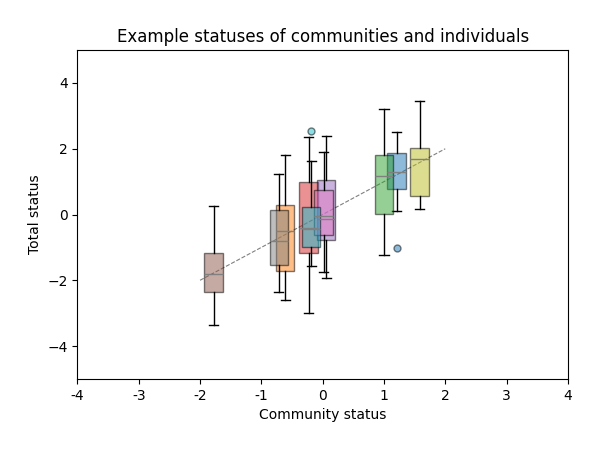 Example statuses of communities and individuals
4
2
0
−2
−4
Total status
-4 -3 -2 -1 0 1 2 3 4
Community status